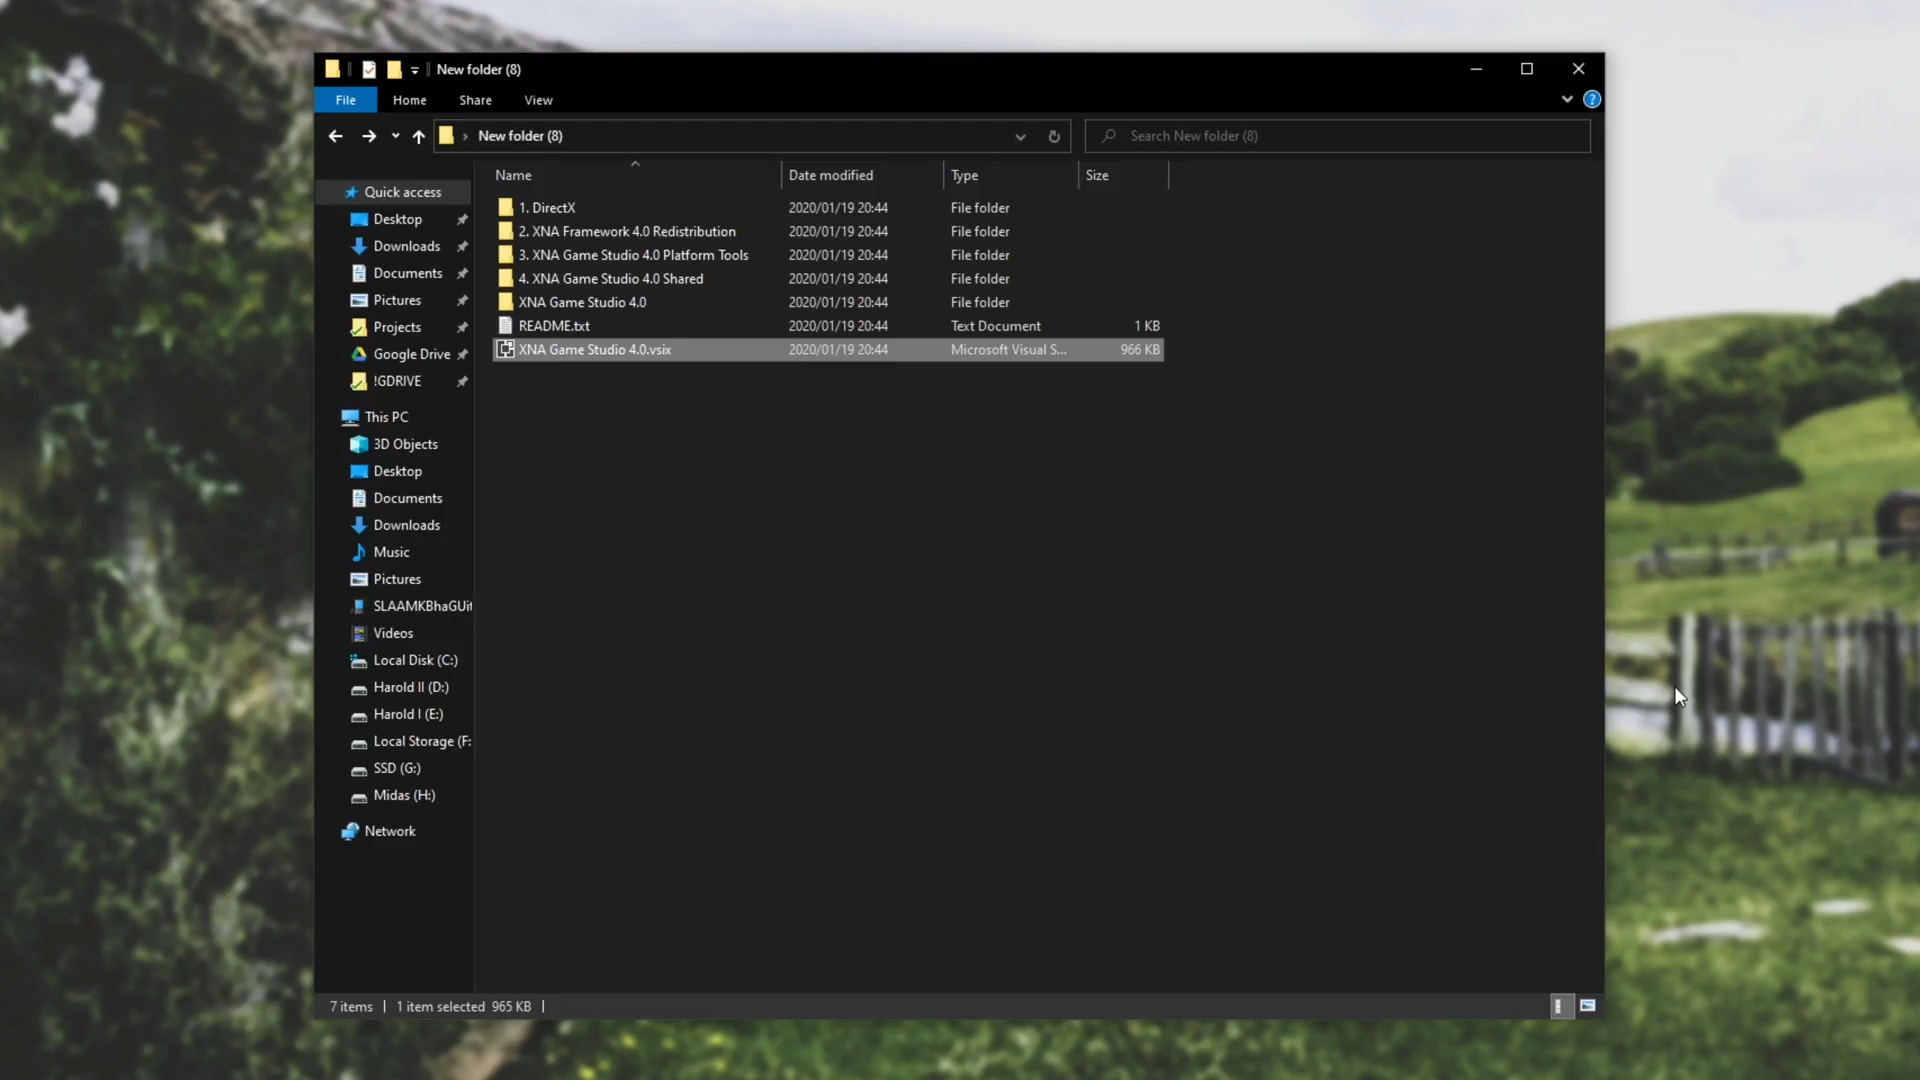 New folder (8)
File Home Share View
New folder (8) Search New folder (8)
Name Date modified Type Size
Quick access
Desktop
Downloads
Documents
Pictures
Projects
Google Drive
!GDRIVE
This PC
3D Objects
Desktop
Documents
Downloads
Music
Pictures
SLAAMKBhaGUit
Videos
Local Disk (C:)
Harold II (D:)
Harold I (E:)
Local Storage (F:
SSD (G:)
Midas (H:)
Network
1. DirectX 2020/01/19 20:44 File folder
2. XNA Framework 4.0 Redistribution 2020/01/19 20:44 File folder
3. XNA Game Studio 4.0 Platform Tools 2020/01/19 20:44 File folder
4. XNA Game Studio 4.0 Shared 2020/01/19 20:44 File folder
XNA Game Studio 4.0 2020/01/19 20:44 File folder
README.txt 2020/01/19 20:44 Text Document 1 KB
XNA Game Studio 4.0.vsix 2020/01/19 20:44 Microsoft Visual S... 966 KB
7 items 1 item selected 965 KB